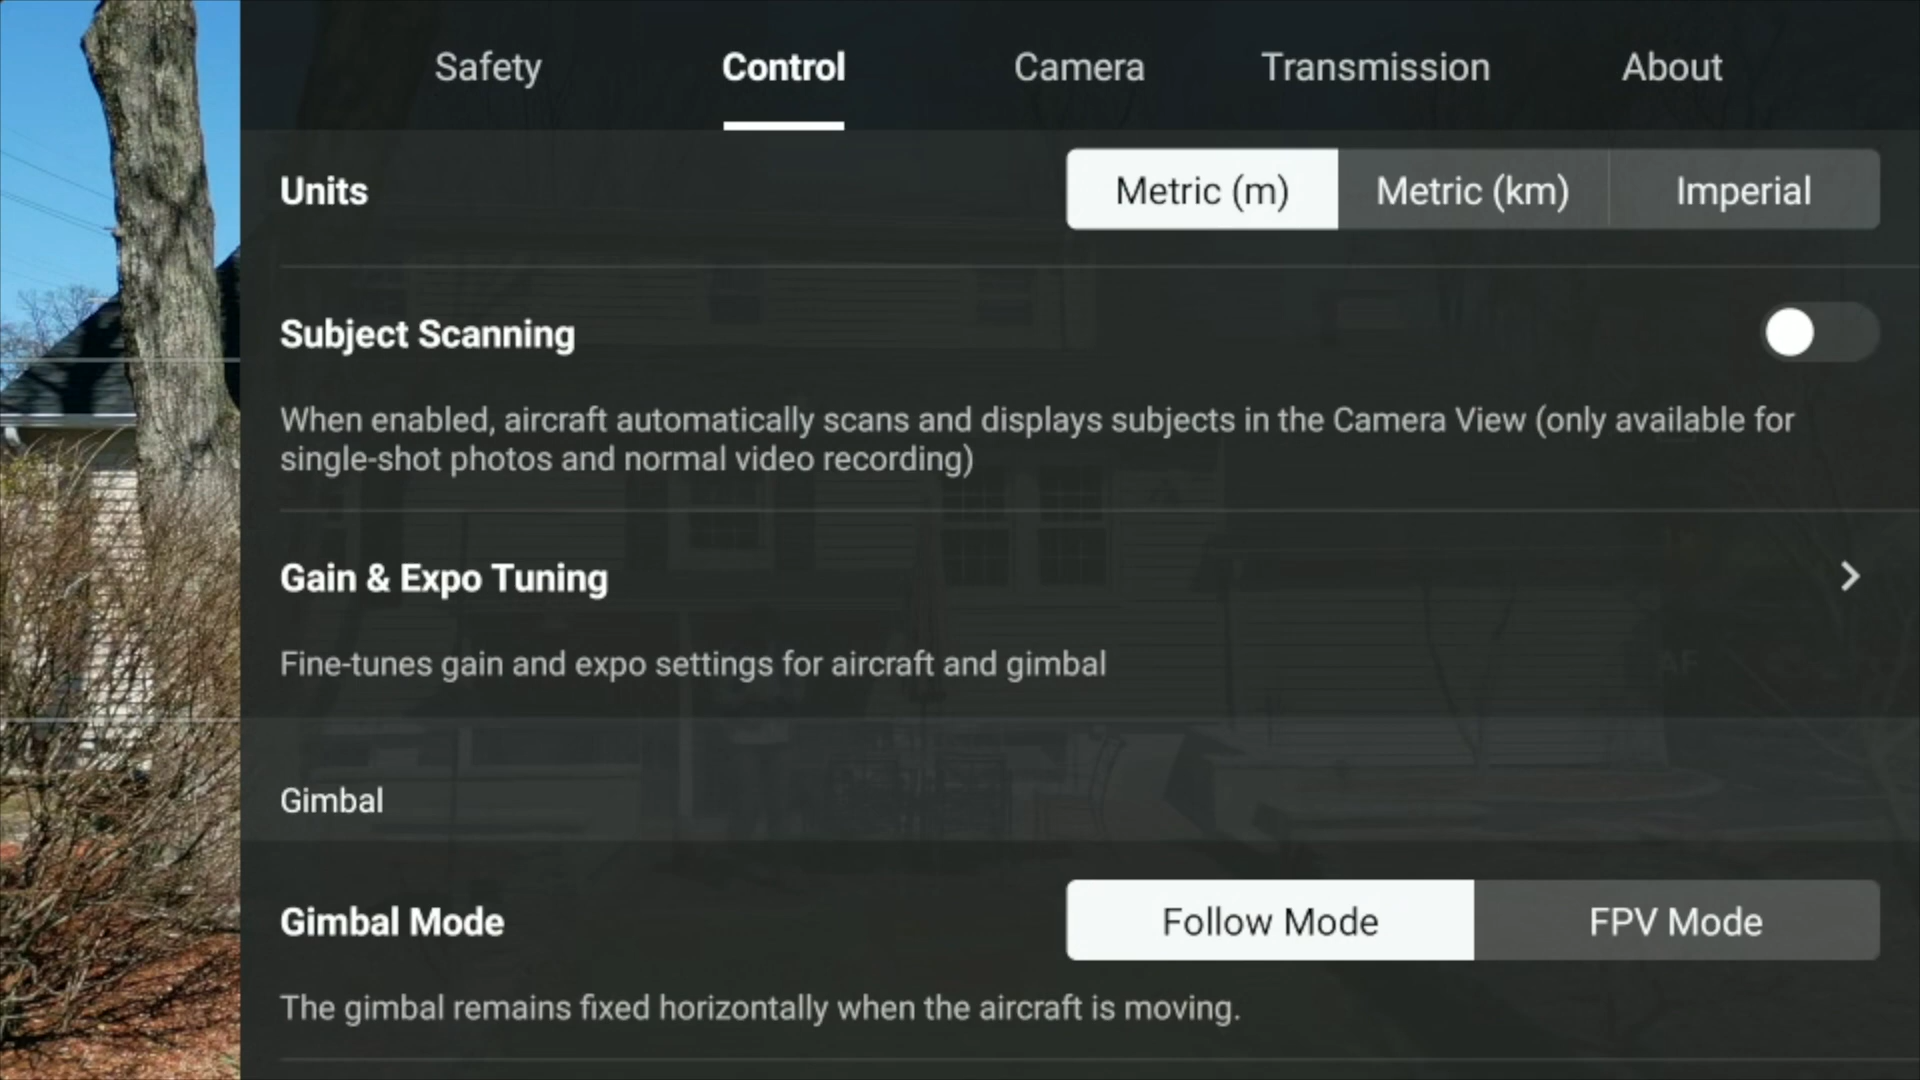 Safety
Control
Camera
Transmission
About
Units
Metric (m)
Metric (km)
Imperial
Subject Scanning
When enabled, aircraft automatically scans and displays subjects in the Camera View (only available for
single-shot photos and normal video recording)
Gain & Expo Tuning
Fine-tunes gain and expo settings for aircraft and gimbal
AF
Gimbal
Gimbal Mode
Follow Mode
FPV Mode
The gimbal remains fixed horizontally when the aircraft is moving.